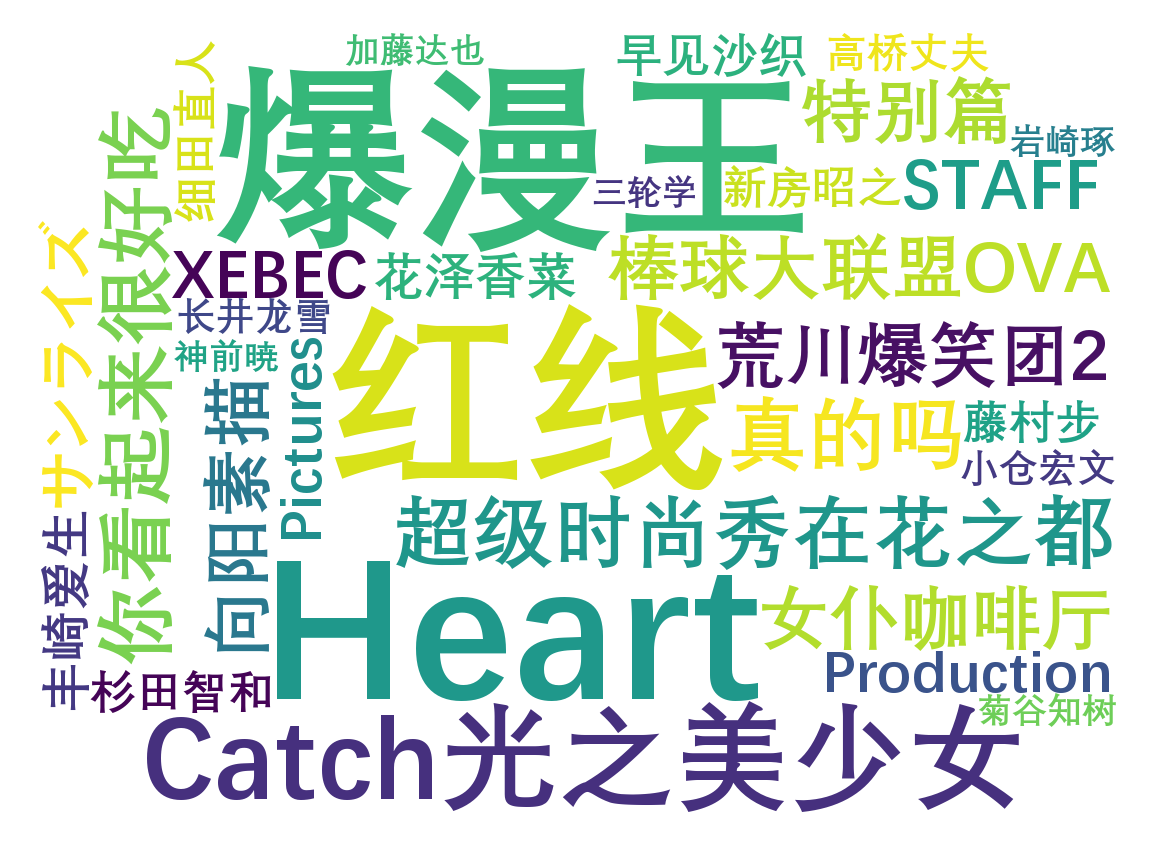 加藤达也
早见沙织
高桥丈夫
细田直人
爆漫王
特别篇
岩崎琢
你看起来很好吃
三轮学
新房昭之
STAFF
XEBEC
花泽香菜
棒球大联盟OVA
サンライズ
长井龙雪
红线
荒川爆笑团2
神前暁
Pictures
向阳素描
真的吗
藤村步
小仓宏文
超级时尚秀在花之都
丰崎爱生
Heart
女仆咖啡厅
Production
杉田智和
菊谷知树
Catch光之美少女